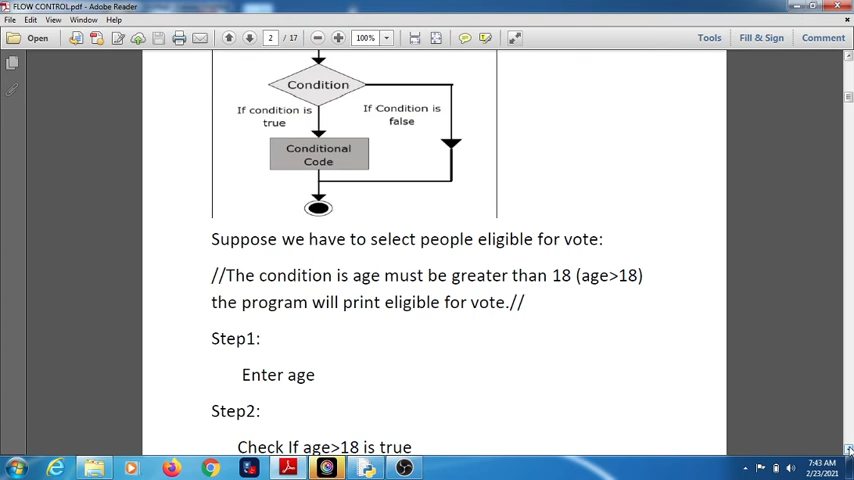 FLOW CONTROL.pdf - Adobe Reader
File Edit View Window Help
Open 2 / 17 100% Tools Fill & Sign Comment
Condition
If condition is
true
If Condition is
false
Conditional
Code
Suppose we have to select people eligible for vote:
//The condition is age must be greater than 18 (age>18)
the program will print eligible for vote.//
Step1:
Enter age
Step2:
Check If age>18 is true
7:43 AM
2/23/2021